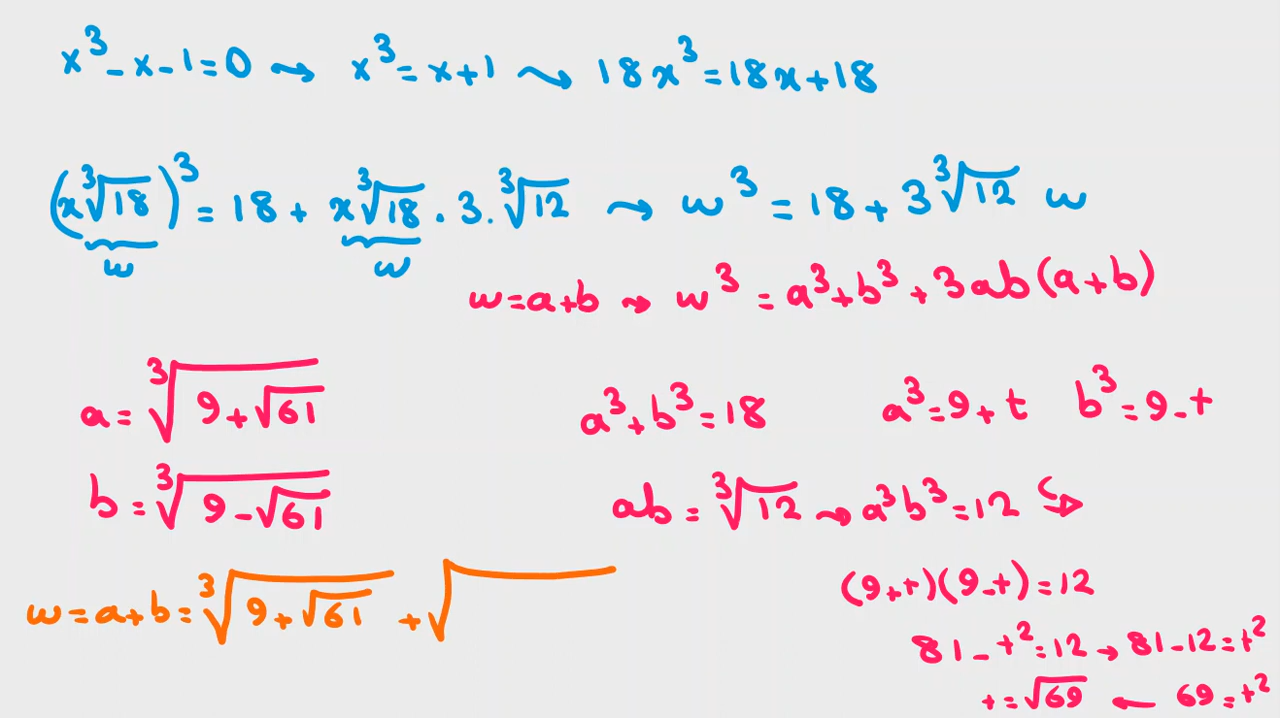 x³-x-1=0 → x³=x+1 → 18x³=18x+18
(x∛18)³ = 18 + x∛18 · 3 · ∛12 → w³ = 18 + 3∛12 w
w w
w=a+b → w³ = a³+b³+3ab(a+b)
a = ∛(9+√61) a³+b³=18 a³=9+t b³=9-t
b = ∛(9-√61) ab = ∛12 → a³b³=12 ↪
(9+t)(9-t)=12
w=a+b=∛(9+√61) + √
81-t²=12 → 81-12=t²
t=√69 ← 69=t²